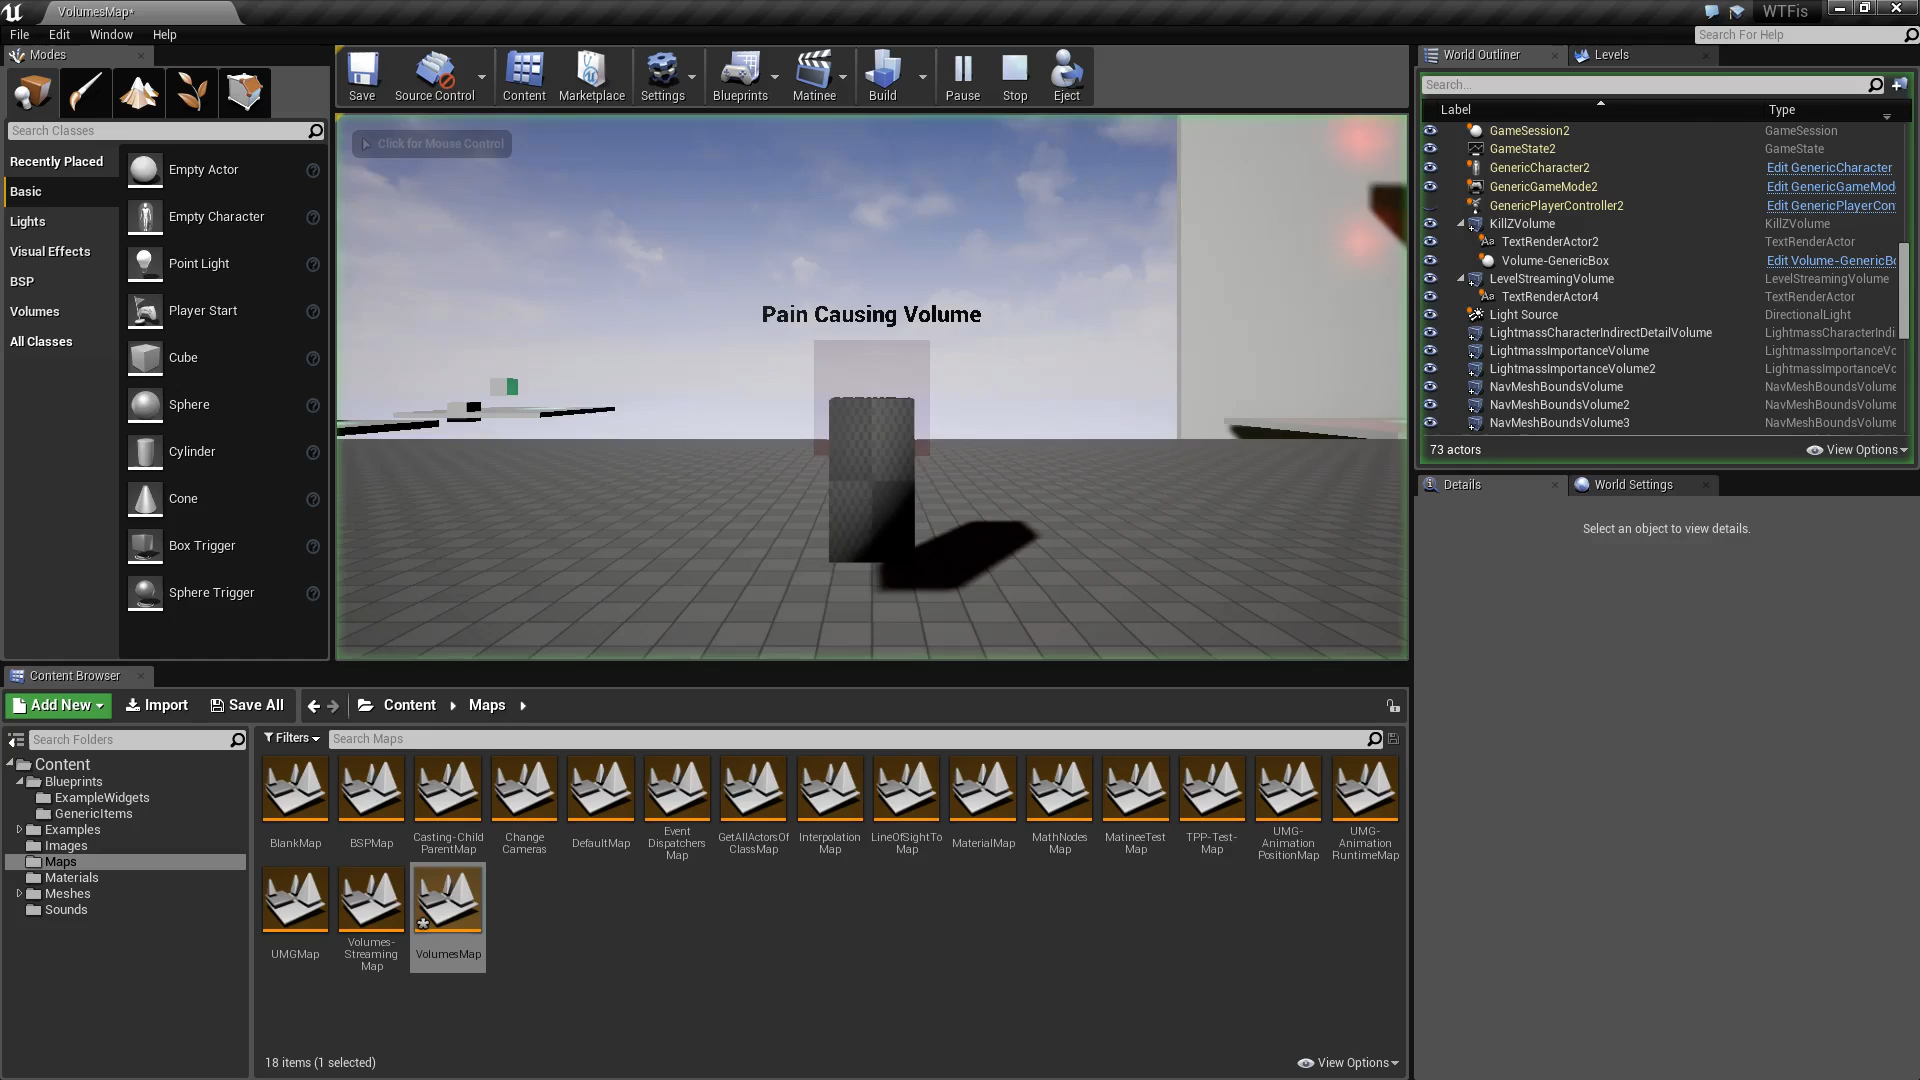 VolumesMap*
WTFis
File Edit Window Help
Search For Help
Modes
Search Classes
Recently Placed
Basic
Lights
Visual Effects
BSP
Volumes
All Classes
Empty Actor
Empty Character
Point Light
Player Start
Cube
Sphere
Cylinder
Cone
Box Trigger
Sphere Trigger
Save
Source Control
Content
Marketplace
Settings
Blueprints
Matinee
Build
Pause
Stop
Eject
Click for Mouse Control
Pain Causing Volume
World Outliner
Levels
Search...
Label Type
GameSession2 GameSession
GameState2 GameState
GenericCharacter2 Edit GenericCharacter
GenericGameMode2 Edit GenericGameMod
GenericPlayerController2 Edit GenericPlayerCon
KillZVolume KillZVolume
TextRenderActor2 TextRenderActor
Volume-GenericBox Edit Volume-GenericBo
LevelStreamingVolume LevelStreamingVolume
TextRenderActor4 TextRenderActor
Light Source DirectionalLight
LightmassCharacterIndirectDetailVolume LightmassCharacterIndi
LightmassImportanceVolume LightmassImportanceVo
LightmassImportanceVolume2 LightmassImportanceVo
NavMeshBoundsVolume NavMeshBoundsVolume
NavMeshBoundsVolume2 NavMeshBoundsVolume
NavMeshBoundsVolume3 NavMeshBoundsVolume
73 actors View Options
Details
World Settings
Select an object to view details.
Content Browser
Add New Import Save All Content Maps
Search Folders
Filters
Search Maps
Content
Blueprints
ExampleWidgets
GenericItems
Examples
Images
Maps
Materials
Meshes
Sounds
BlankMap
BSPMap
Casting-Child
ParentMap
Change
Cameras
DefaultMap
Event
Dispatchers
Map
GetAllActorsOf
ClassMap
Interpolation
Map
LineOfSightTo
Map
MaterialMap
MathNodes
Map
MatineeTest
Map
TPP-Test-
Map
UMG-
Animation
PositionMap
UMG-
Animation
RuntimeMap
UMGMap
Volumes-
Streaming
Map
VolumesMap
18 items (1 selected)
View Options